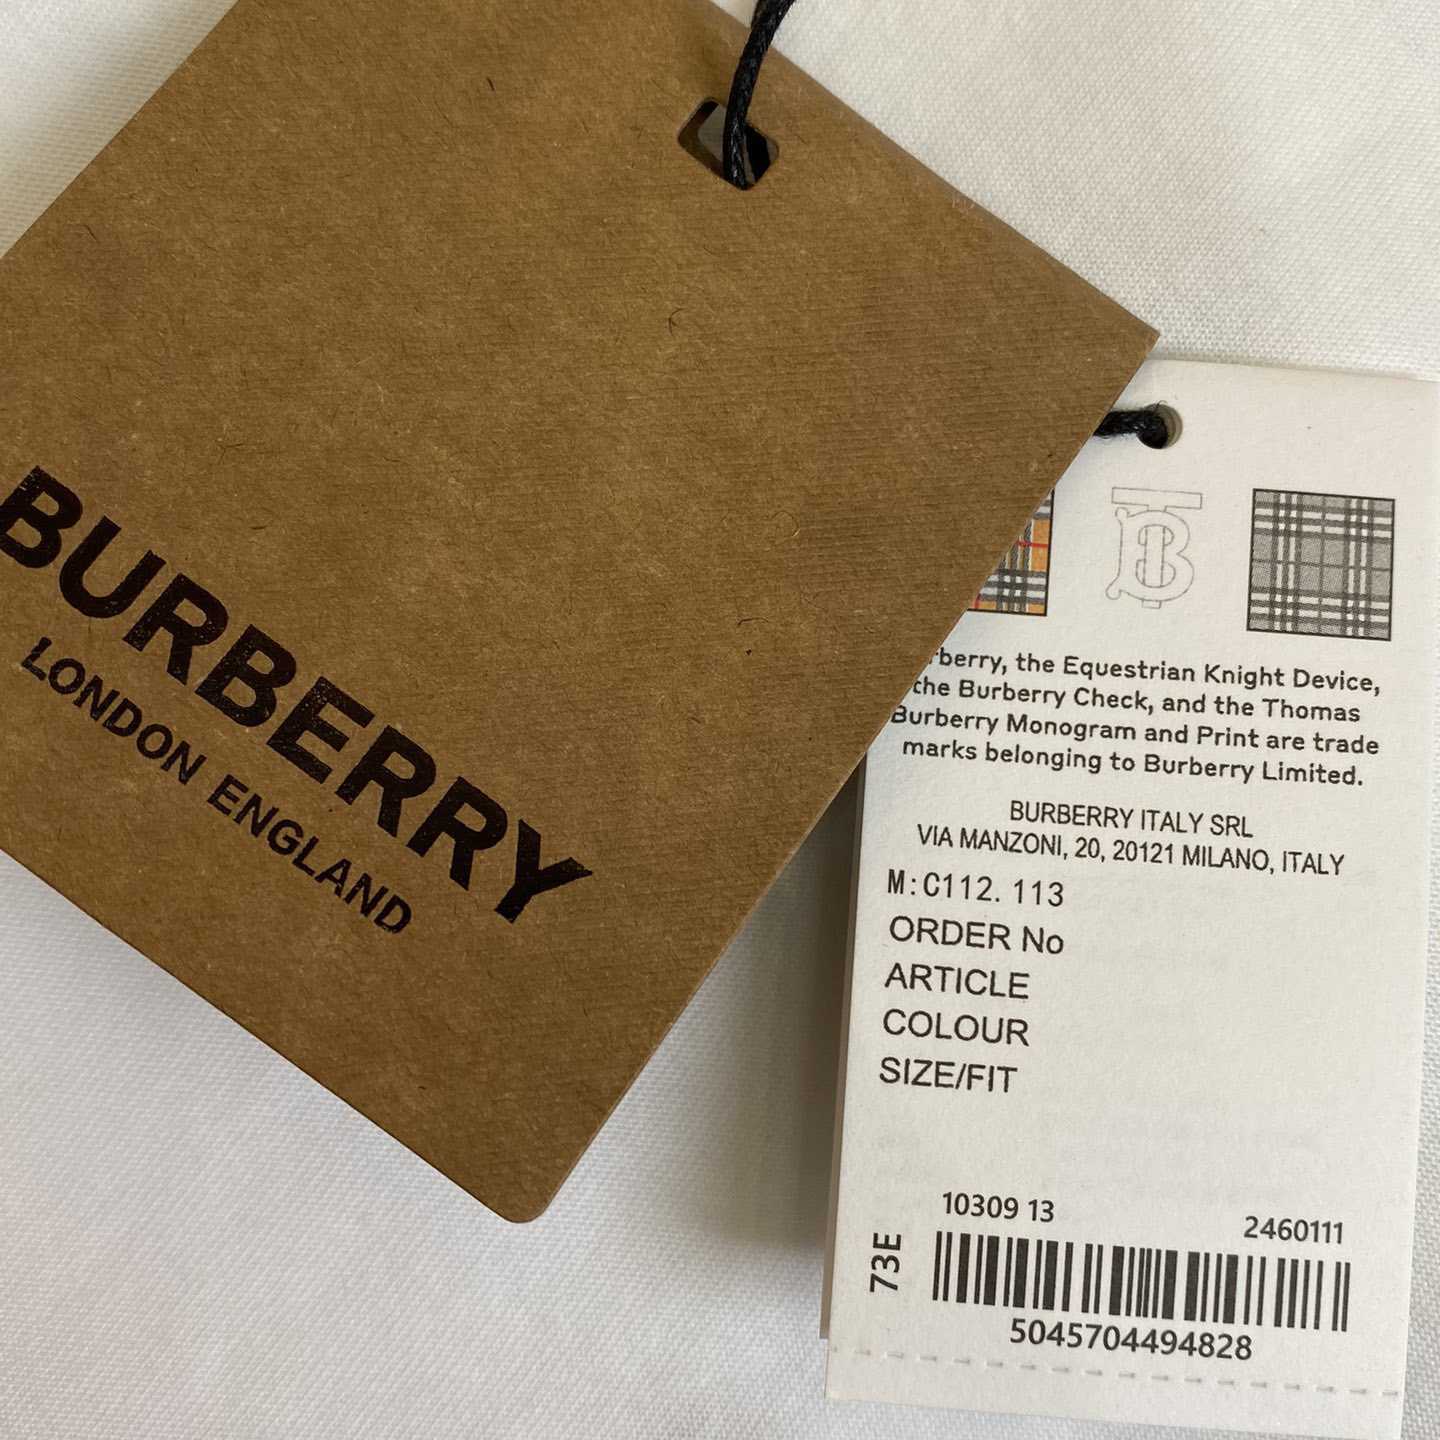 BURBERRY
LONDON ENGLAND
TB
rberry, the Equestrian Knight Device,
the Burberry Check, and the Thomas
Burberry Monogram and Print are trade
marks belonging to Burberry Limited.
BURBERRY ITALY SRL
VIA MANZONI, 20, 20121 MILANO, ITALY
M:C112. 113
ORDER No
ARTICLE
COLOUR
SIZE/FIT
10309 13
2460111
73E
5045704494828